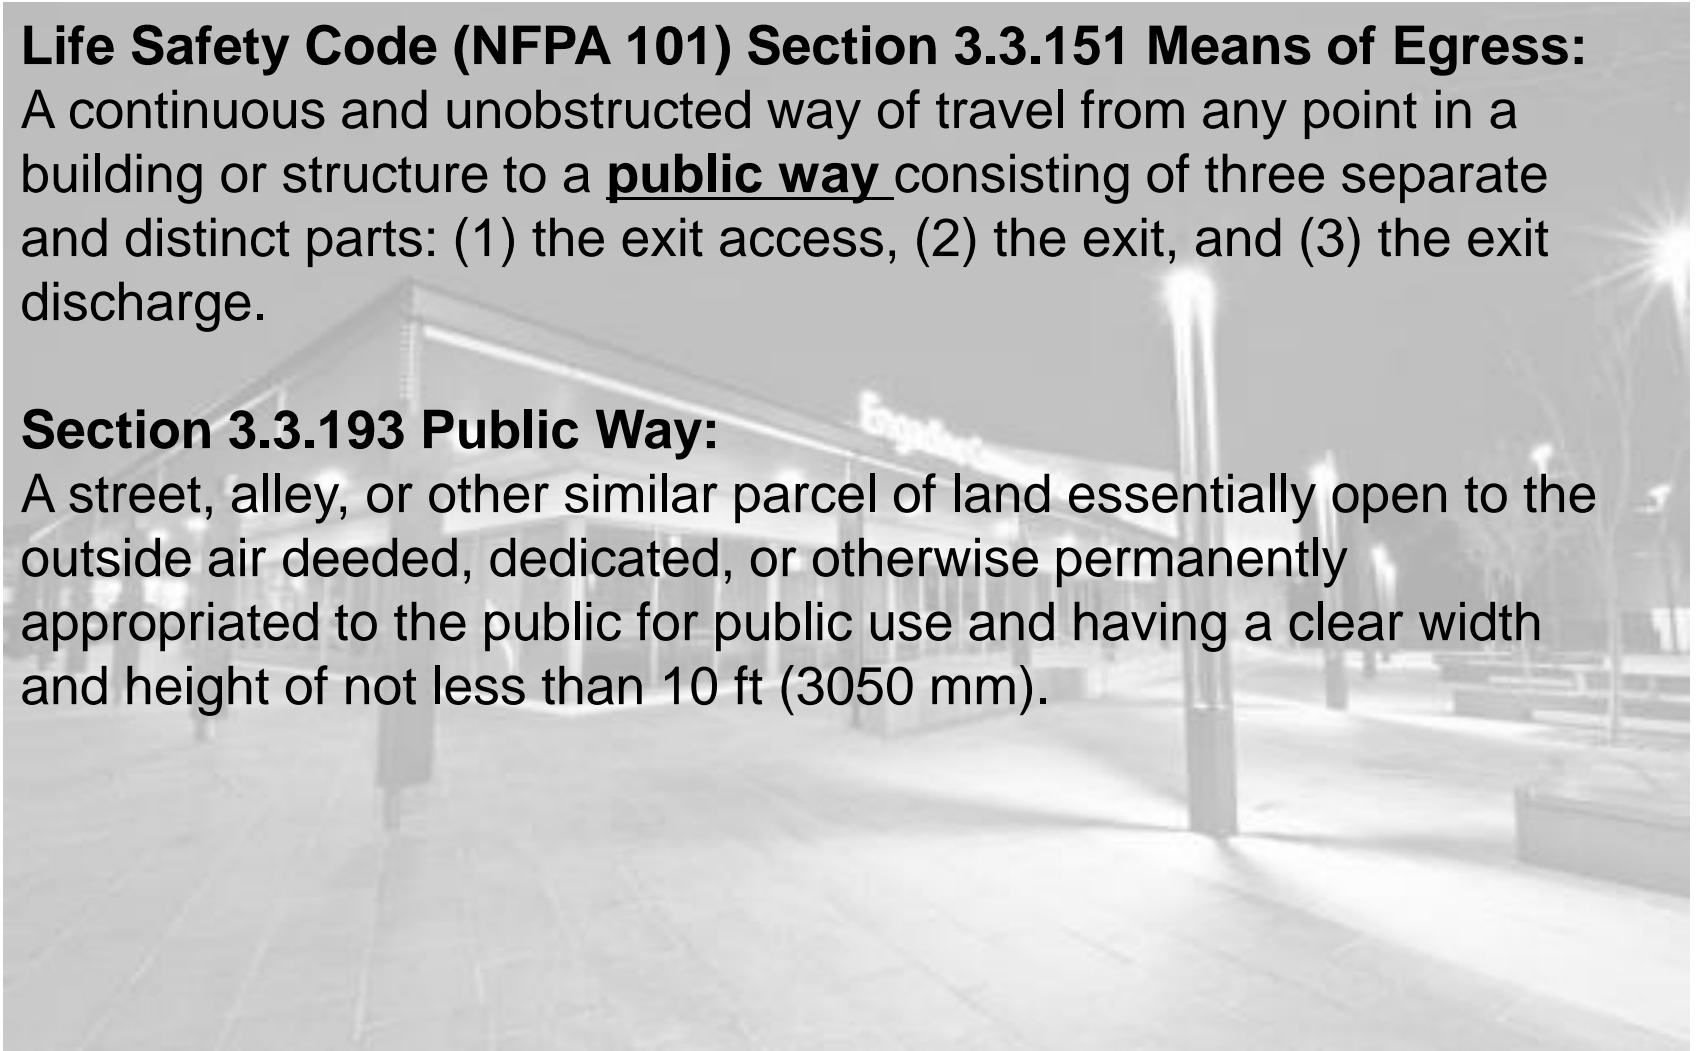 Life Safety Code (NFPA 101) Section 3.3.151 Means of Egress:
A continuous and unobstructed way of travel from any point in a
building or structure to a public way consisting of three separate
and distinct parts: (1) the exit access, (2) the exit, and (3) the exit
discharge.
Section 3.3.193 Public Way:
A street, alley, or other similar parcel of land essentially open to the
outside air deeded, dedicated, or otherwise permanently
appropriated to the public for public use and having a clear width
and height of not less than 10 ft (3050 mm).